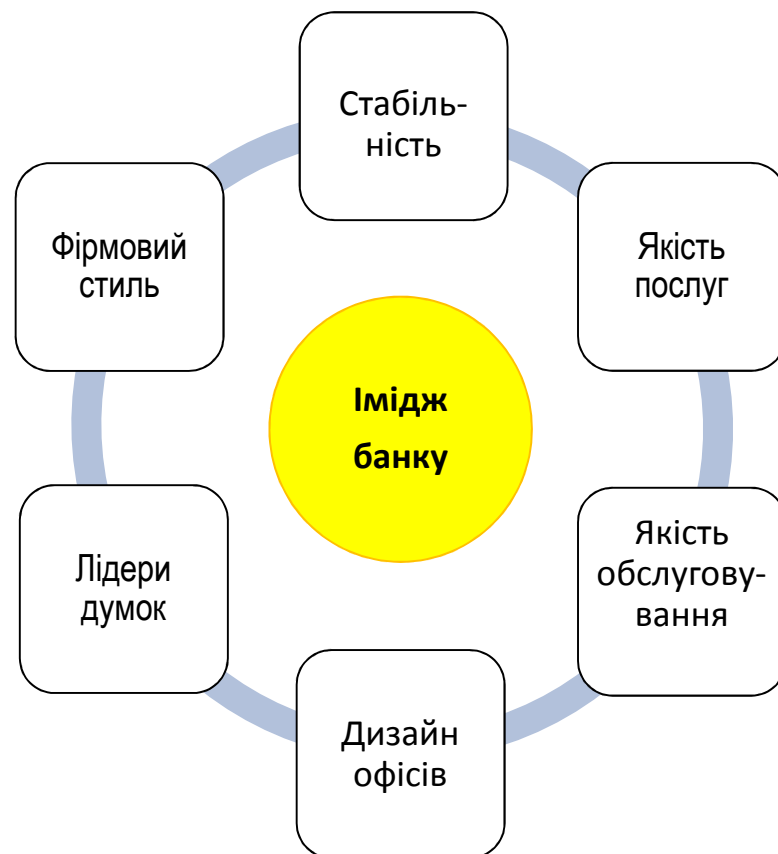 Стабіль-
ність
Фірмовий
стиль
Якість
послуг
Імідж
банку
Лідери
думок
Якість
обслугову-
вання
Дизайн
офісів